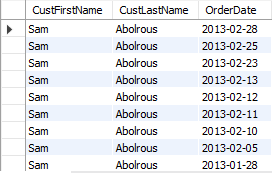 CustFirstName CustLastName OrderDate
Sam Abolrous 2013-02-28
Sam Abolrous 2013-02-25
Sam Abolrous 2013-02-23
Sam Abolrous 2013-02-13
Sam Abolrous 2013-02-12
Sam Abolrous 2013-02-11
Sam Abolrous 2013-02-10
Sam Abolrous 2013-02-05
Sam Abolrous 2013-01-28